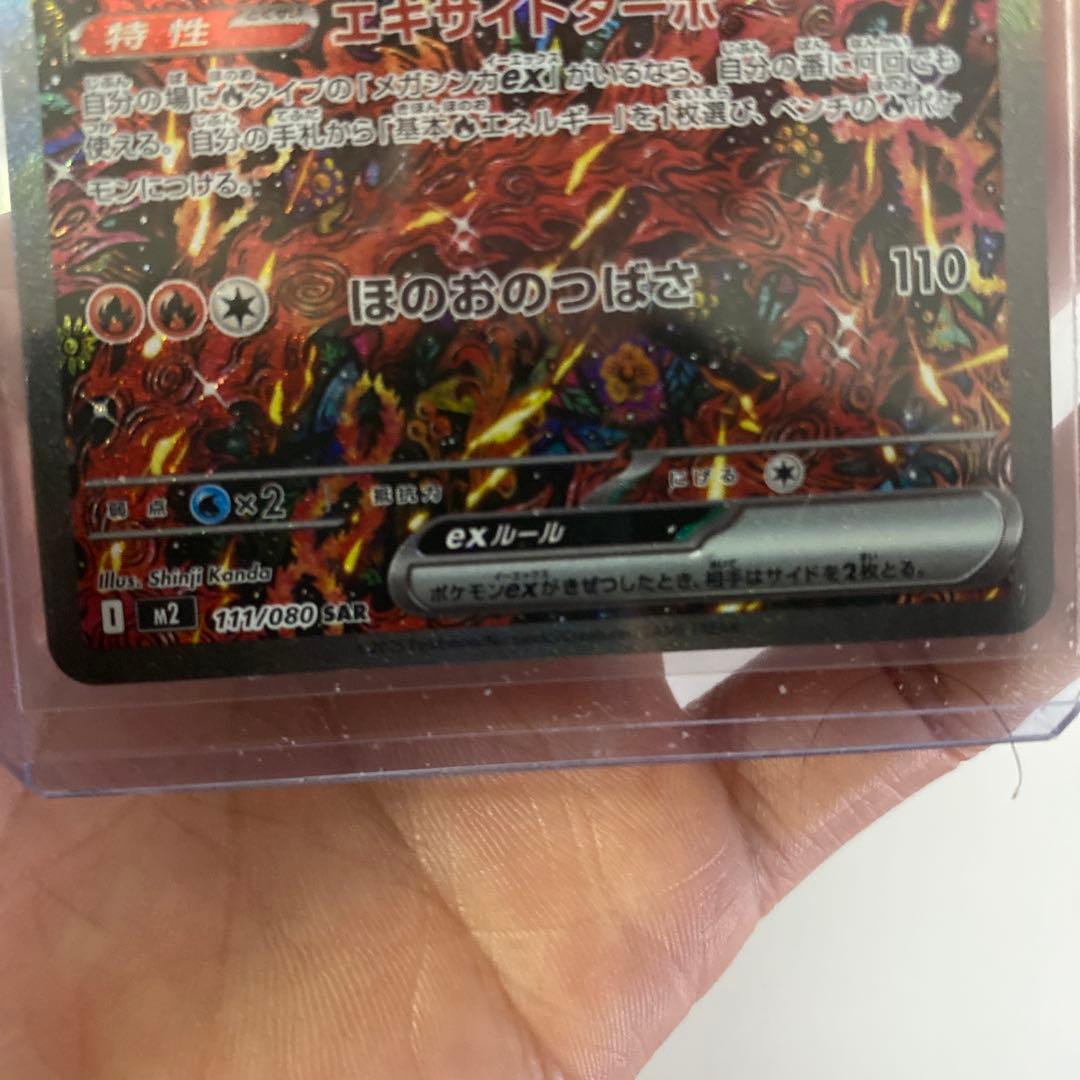 特性 エキサイトターボ
自分の場に🔥タイプの「メガシンカex」がいるなら、自分の番に何回でも
使える。自分の手札から「基本🔥エネルギー」を1枚選び、ベンチの🔥ポケ
モンにつける。
ほのおのつばさ 110
弱点 ×2 抵抗力 にげる
exルール
ポケモンexがきぜつしたとき、相手はサイドを2枚とる。
Illus. Shinji Kanda
I M2 111/080 SAR